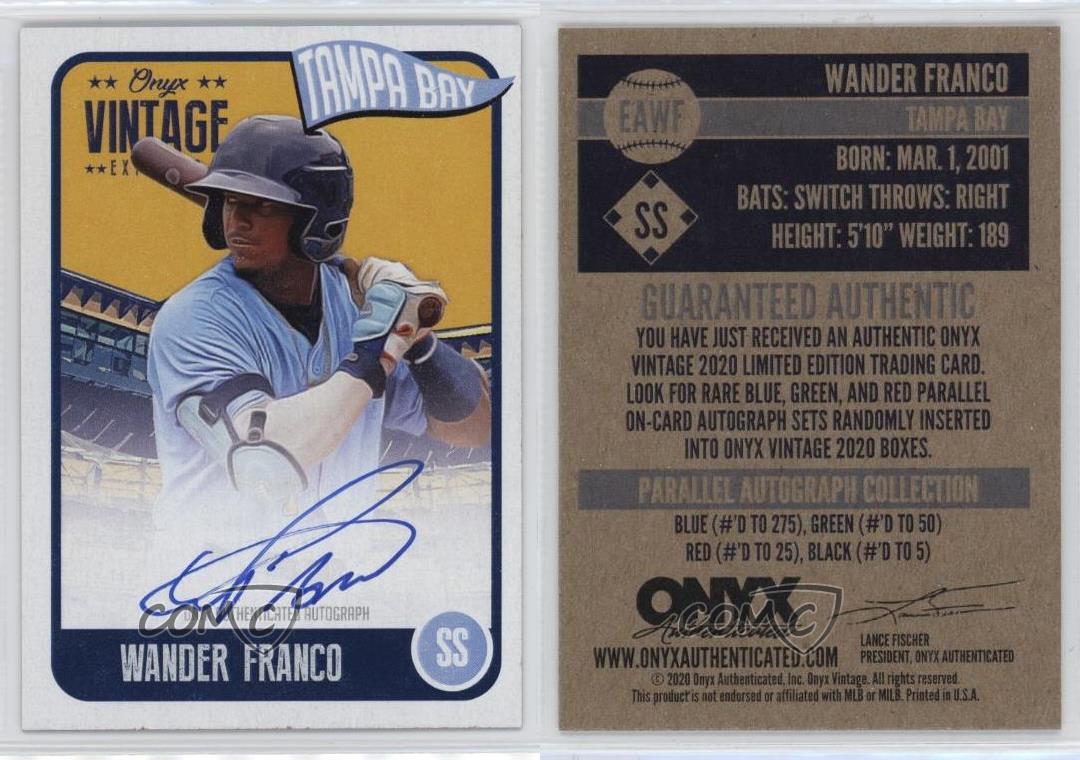 ★★ Onyx ★★
VINTAGE
★★EX
TAMPA BAY
AUTHENTICATED AUTOGRAPH
WANDER FRANCO
SS
EAWF
WANDER FRANCO
TAMPA BAY
BORN: MAR. 1, 2001
SS
BATS: SWITCH THROWS: RIGHT
HEIGHT: 5'10" WEIGHT: 189
GUARANTEED AUTHENTIC
YOU HAVE JUST RECEIVED AN AUTHENTIC ONYX
VINTAGE 2020 LIMITED EDITION TRADING CARD.
LOOK FOR RARE BLUE, GREEN, AND RED PARALLEL
ON-CARD AUTOGRAPH SETS RANDOMLY INSERTED
INTO ONYX VINTAGE 2020 BOXES.
PARALLEL AUTOGRAPH COLLECTION
BLUE (#'D TO 275), GREEN (#'D TO 50)
RED (#'D TO 25), BLACK (#'D TO 5)
ONYX
Authenticated
LANCE FISCHER
PRESIDENT, ONYX AUTHENTICATED
WWW.ONYXAUTHENTICATED.COM
© 2020 Onyx Authenticated, Inc. Onyx Vintage. All rights reserved.
This product is not endorsed or affiliated with MLB or MILB. Printed in U.S.A.